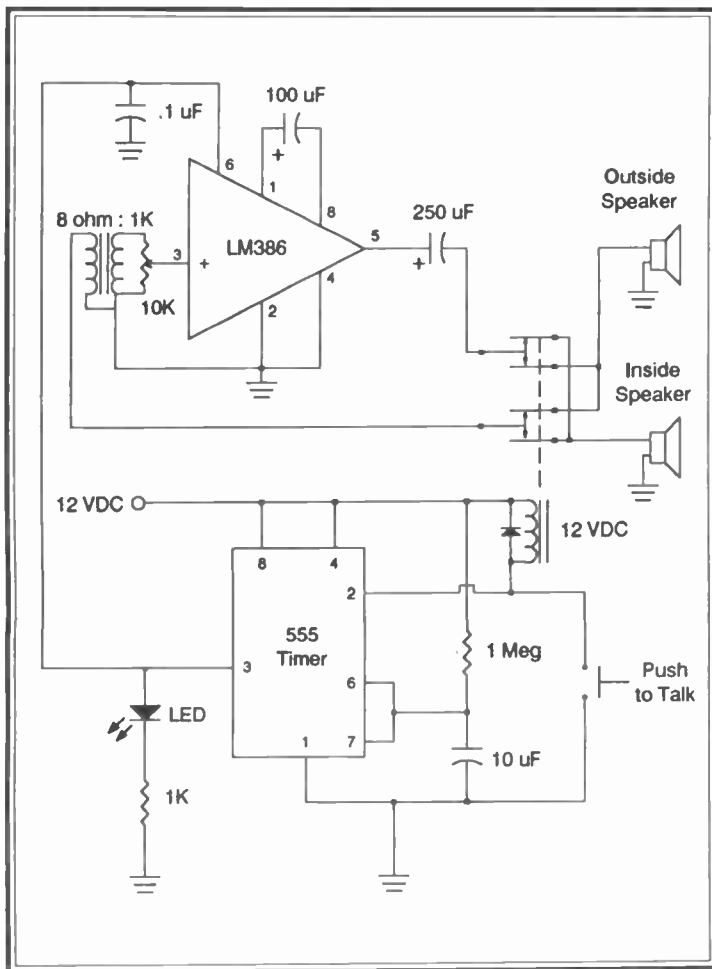 100 uF
.1 uF
+
6
1
Outside
Speaker
8
250 uF
8 ohm : 1K
3
+
LM386
5
+
4
10K
2
Inside
Speaker
12 VDC
12 VDC
8
4
2
555
Timer
1 Meg
3
Push
to Talk
LED
6
7
1
10 uF
1K